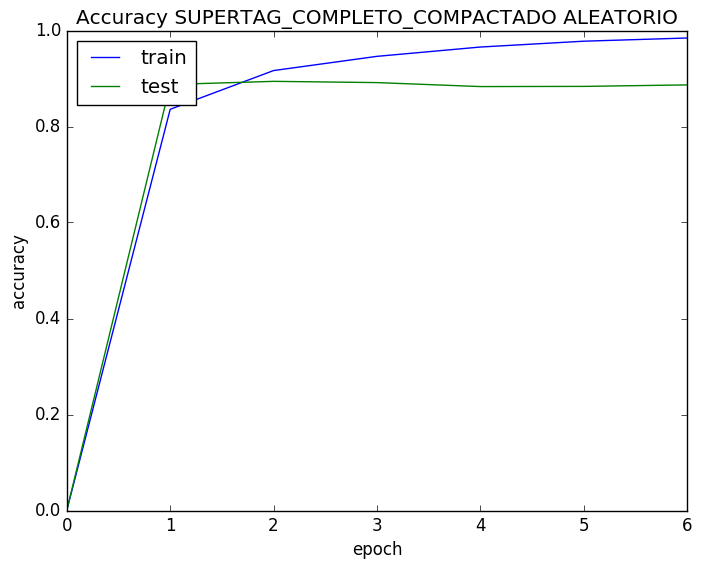 Accuracy SUPERTAG_COMPLETO_COMPACTADO ALEATORIO
train
test
accuracy
1.0
0.8
0.6
0.4
0.2
0.0
0 1 2 3 4 5 6
epoch